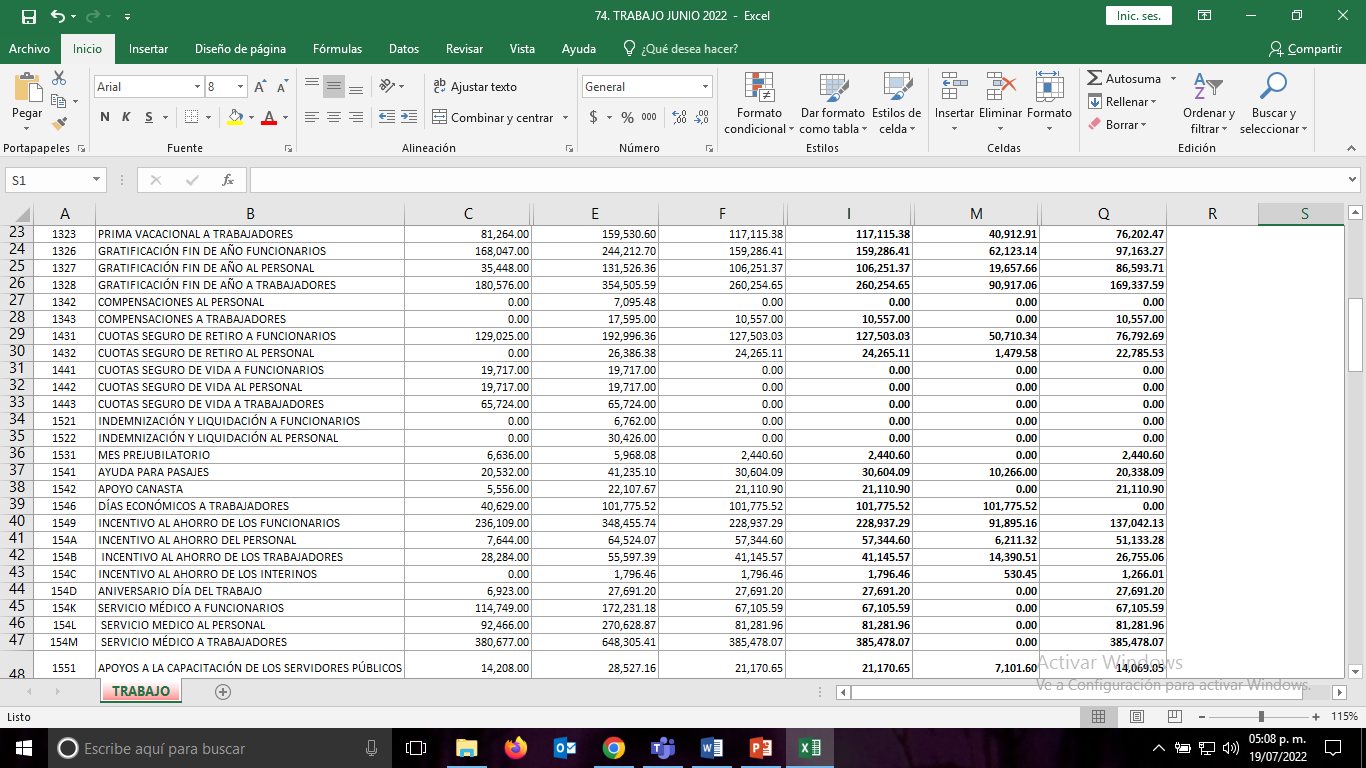 74. TRABAJO JUNIO 2022 - Excel
Inic. ses.
Archivo Inicio Insertar Diseño de página Fórmulas Datos Revisar Vista Ayuda ¿Qué desea hacer? Compartir
Pegar
Arial 8
N K S
Ajustar texto
Combinar y centrar
General
$ % 000
Formato condicional
Dar formato como tabla
Estilos de celda
Insertar Eliminar Formato
Autosuma
Rellenar
Borrar
Ordenar y filtrar
Buscar y seleccionar
Portapapeles Fuente Alineación Número Estilos Celdas Edición
S1 fx
A B C E F I M Q R S
23 1323 PRIMA VACACIONAL A TRABAJADORES 81,264.00 159,530.60 117,115.38 117,115.38 40,912.91 76,202.47
24 1326 GRATIFICACIÓN FIN DE AÑO FUNCIONARIOS 168,047.00 244,212.70 159,286.41 159,286.41 62,123.14 97,163.27
25 1327 GRATIFICACIÓN FIN DE AÑO AL PERSONAL 35,448.00 131,526.36 106,251.37 106,251.37 19,657.66 86,593.71
26 1328 GRATIFICACIÓN FIN DE AÑO A TRABAJADORES 180,576.00 354,505.59 260,254.65 260,254.65 90,917.06 169,337.59
27 1342 COMPENSACIONES AL PERSONAL 0.00 7,095.48 0.00 0.00 0.00 0.00
28 1343 COMPENSACIONES A TRABAJADORES 0.00 17,595.00 10,557.00 10,557.00 0.00 10,557.00
29 1431 CUOTAS SEGURO DE RETIRO A FUNCIONARIOS 129,025.00 192,996.36 127,503.03 127,503.03 50,710.34 76,792.69
30 1432 CUOTAS SEGURO DE RETIRO AL PERSONAL 0.00 26,386.38 24,265.11 24,265.11 1,479.58 22,785.53
31 1441 CUOTAS SEGURO DE VIDA A FUNCIONARIOS 19,717.00 19,717.00 0.00 0.00 0.00 0.00
32 1442 CUOTAS SEGURO DE VIDA AL PERSONAL 19,717.00 19,717.00 0.00 0.00 0.00 0.00
33 1443 CUOTAS SEGURO DE VIDA A TRABAJADORES 65,724.00 65,724.00 0.00 0.00 0.00 0.00
34 1521 INDEMNIZACIÓN Y LIQUIDACIÓN A FUNCIONARIOS 0.00 6,762.00 0.00 0.00 0.00 0.00
35 1522 INDEMNIZACIÓN Y LIQUIDACIÓN AL PERSONAL 0.00 30,426.00 0.00 0.00 0.00 0.00
36 1531 MES PREJUBILATORIO 6,636.00 5,968.08 2,440.60 2,440.60 0.00 2,440.60
37 1541 AYUDA PARA PASAJES 20,532.00 41,235.10 30,604.09 30,604.09 10,266.00 20,338.09
38 1542 APOYO CANASTA 5,556.00 22,107.67 21,110.90 21,110.90 0.00 21,110.90
39 1546 DÍAS ECONÓMICOS A TRABAJADORES 40,629.00 101,775.52 101,775.52 101,775.52 101,775.52 0.00
40 1549 INCENTIVO AL AHORRO DE LOS FUNCIONARIOS 236,109.00 348,455.74 228,937.29 228,937.29 91,895.16 137,042.13
41 154A INCENTIVO AL AHORRO DEL PERSONAL 7,644.00 64,524.07 57,344.60 57,344.60 6,211.32 51,133.28
42 154B INCENTIVO AL AHORRO DE LOS TRABAJADORES 28,284.00 55,597.39 41,145.57 41,145.57 14,390.51 26,755.06
43 154C INCENTIVO AL AHORRO DE LOS INTERINOS 0.00 1,796.46 1,796.46 1,796.46 530.45 1,266.01
44 154D ANIVERSARIO DÍA DEL TRABAJO 6,923.00 27,691.20 27,691.20 27,691.20 0.00 27,691.20
45 154K SERVICIO MÉDICO A FUNCIONARIOS 114,749.00 172,231.18 67,105.59 67,105.59 0.00 67,105.59
46 154L SERVICIO MEDICO AL PERSONAL 92,466.00 270,628.87 81,281.96 81,281.96 0.00 81,281.96
47 154M SERVICIO MÉDICO A TRABAJADORES 380,677.00 648,305.41 385,478.07 385,478.07 0.00 385,478.07
48 1551 APOYOS A LA CAPACITACIÓN DE LOS SERVIDORES PÚBLICOS 14,208.00 28,527.16 21,170.65 21,170.65 7,101.60 14,069.05
Activar Windows
Ve a Configuración para activar Windows.
TRABAJO
Listo 115%
Escribe aquí para buscar
05:08 p. m.
19/07/2022